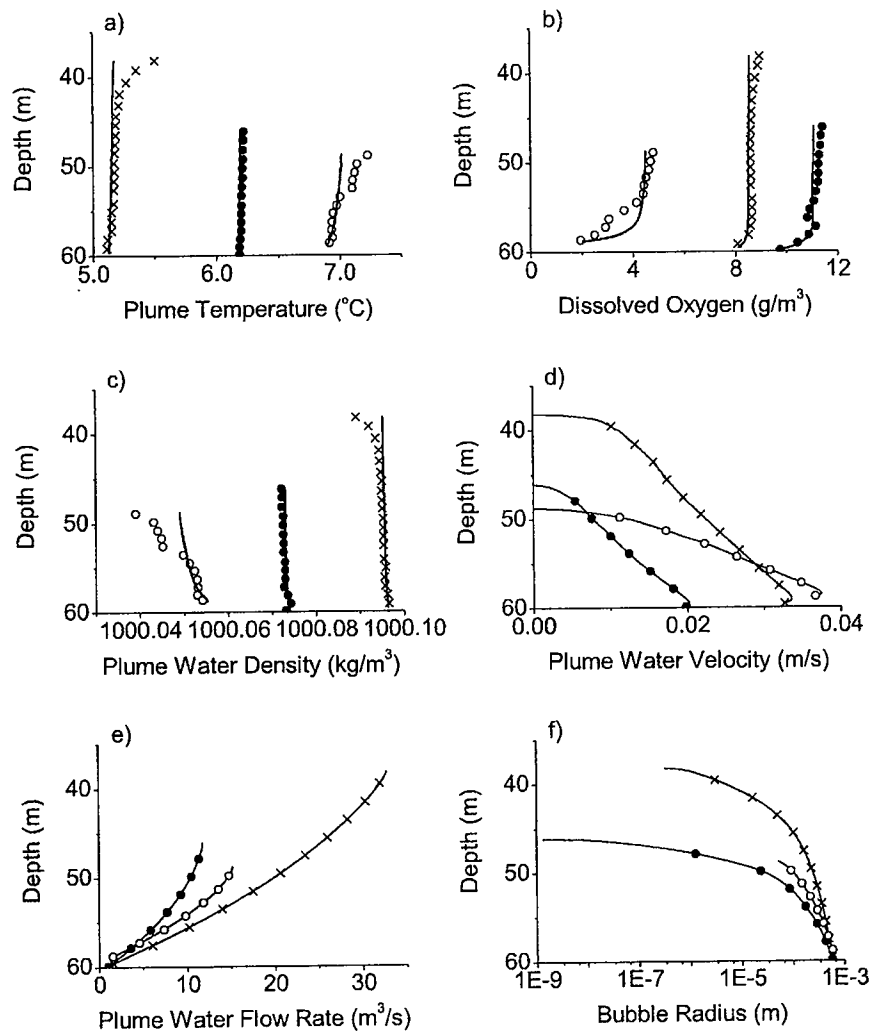 a)
40
50
60
5.0 6.0 7.0
Depth (m)
Plume Temperature (°C)
b)
40
50
60
0 4 8 12
Depth (m)
Dissolved Oxygen (g/m³)
c)
40
50
60
1000.04 1000.06 1000.08 1000.10
Depth (m)
Plume Water Density (kg/m³)
d)
40
50
60
0.00 0.02 0.04
Depth (m)
Plume Water Velocity (m/s)
e)
40
50
60
0 10 20 30
Depth (m)
Plume Water Flow Rate (m³/s)
f)
40
50
60
1E-9 1E-7 1E-5 1E-3
Depth (m)
Bubble Radius (m)